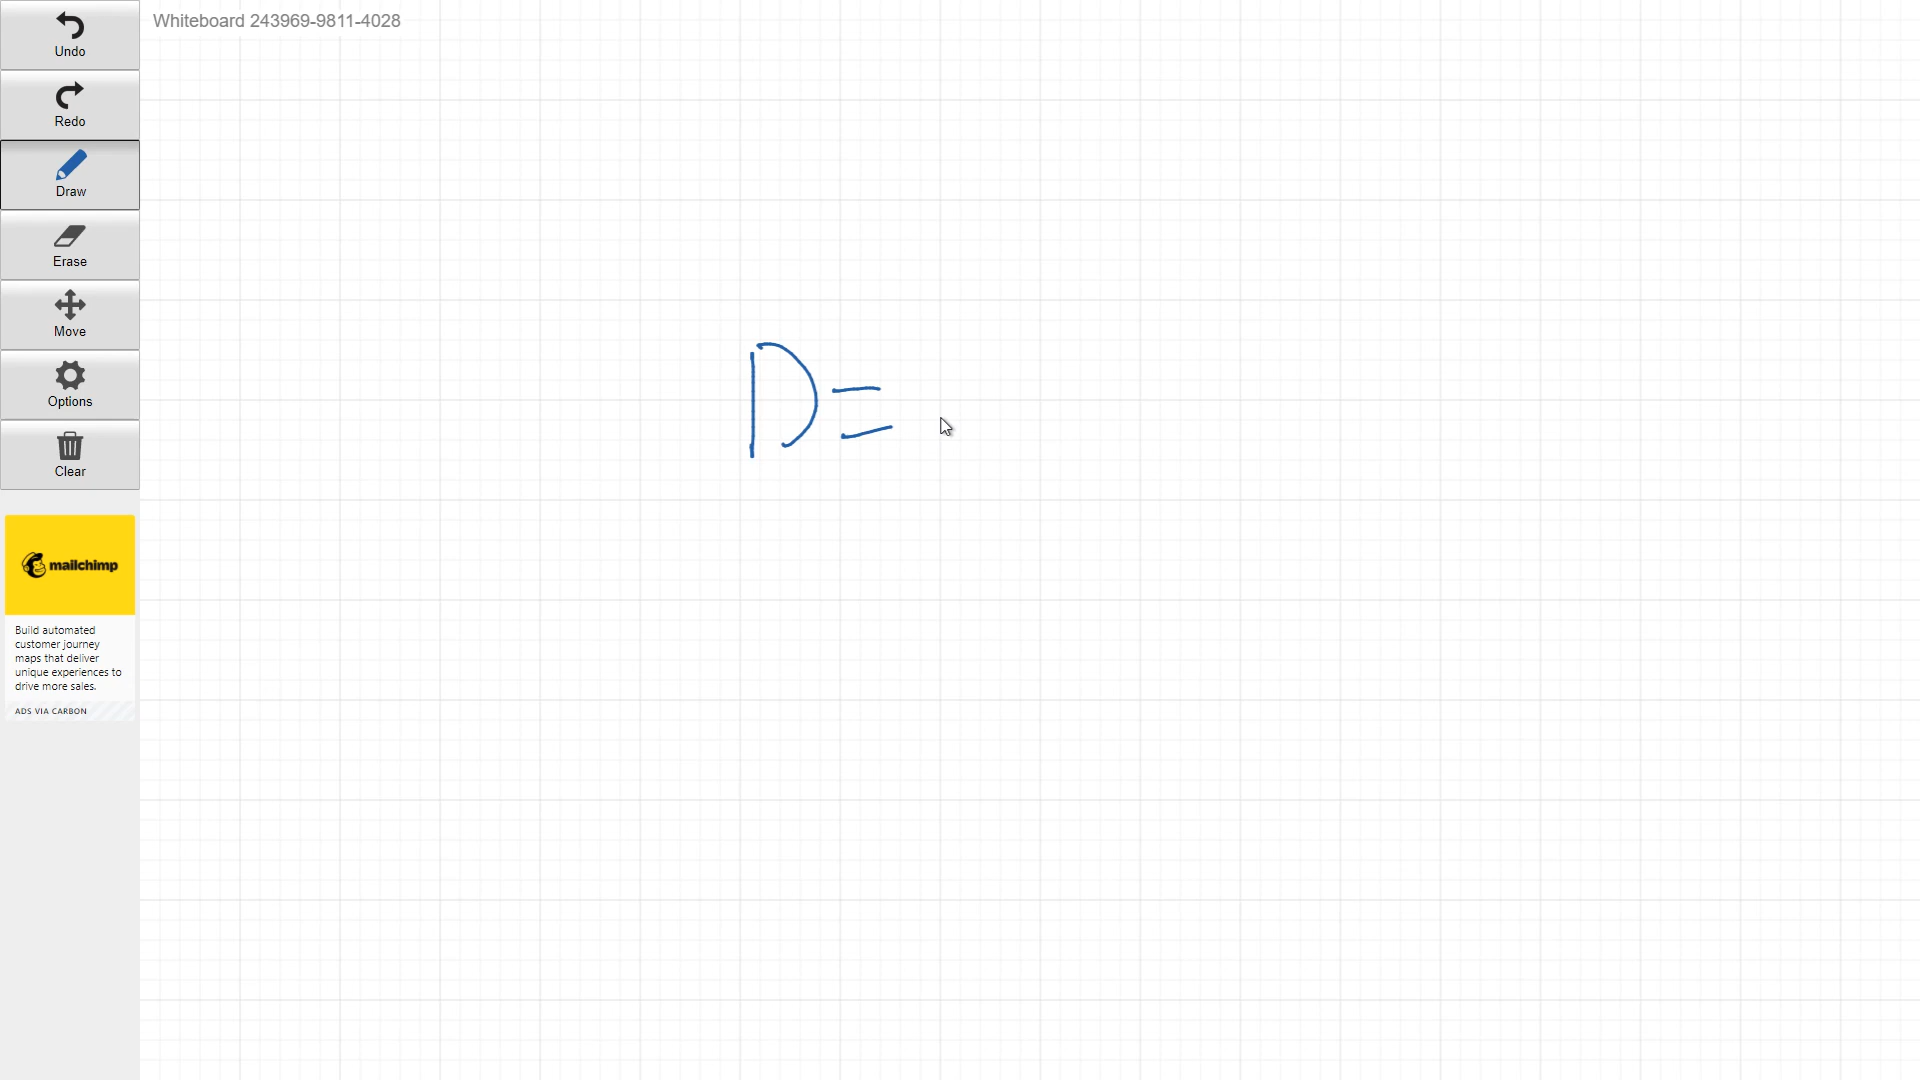 Whiteboard 243969-9811-4028
Undo
Redo
Draw
Erase
Move
Options
Clear
D=
mailchimp
Build automated
customer journey
maps that deliver
unique experiences to
drive more sales.
ADS VIA CARBON